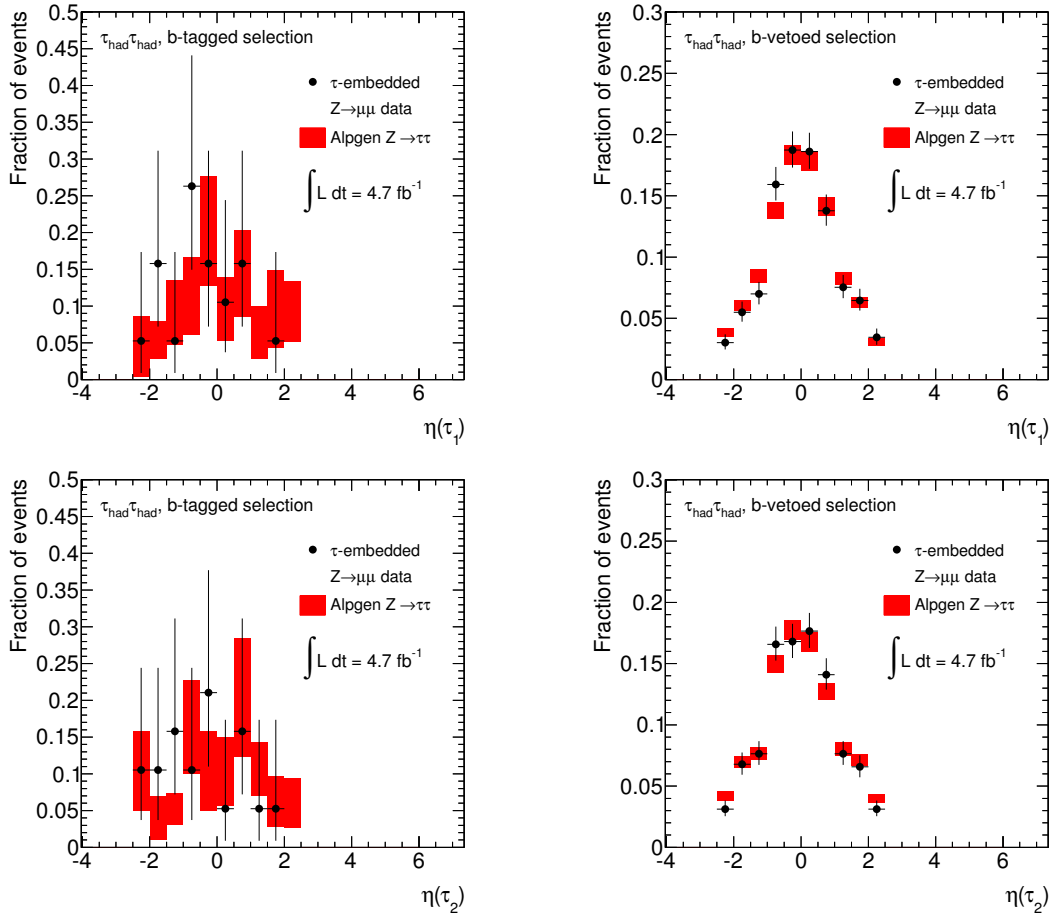 Fraction of events
0.5
0.45
0.4
0.35
0.3
0.25
0.2
0.15
0.1
0.05
0
τhadτhad, b-tagged selection
τ-embedded
Z→μμ data
Alpgen Z→ττ
∫ L dt = 4.7 fb-1
-4 -2 0 2 4 6
η(τ1)
Fraction of events
0.3
0.25
0.2
0.15
0.1
0.05
0
τhadτhad, b-vetoed selection
τ-embedded
Z→μμ data
Alpgen Z→ττ
∫ L dt = 4.7 fb-1
-4 -2 0 2 4 6
η(τ1)
Fraction of events
0.5
0.45
0.4
0.35
0.3
0.25
0.2
0.15
0.1
0.05
0
τhadτhad, b-tagged selection
τ-embedded
Z→μμ data
Alpgen Z→ττ
∫ L dt = 4.7 fb-1
-4 -2 0 2 4 6
η(τ2)
Fraction of events
0.3
0.25
0.2
0.15
0.1
0.05
0
τhadτhad, b-vetoed selection
τ-embedded
Z→μμ data
Alpgen Z→ττ
∫ L dt = 4.7 fb-1
-4 -2 0 2 4 6
η(τ2)